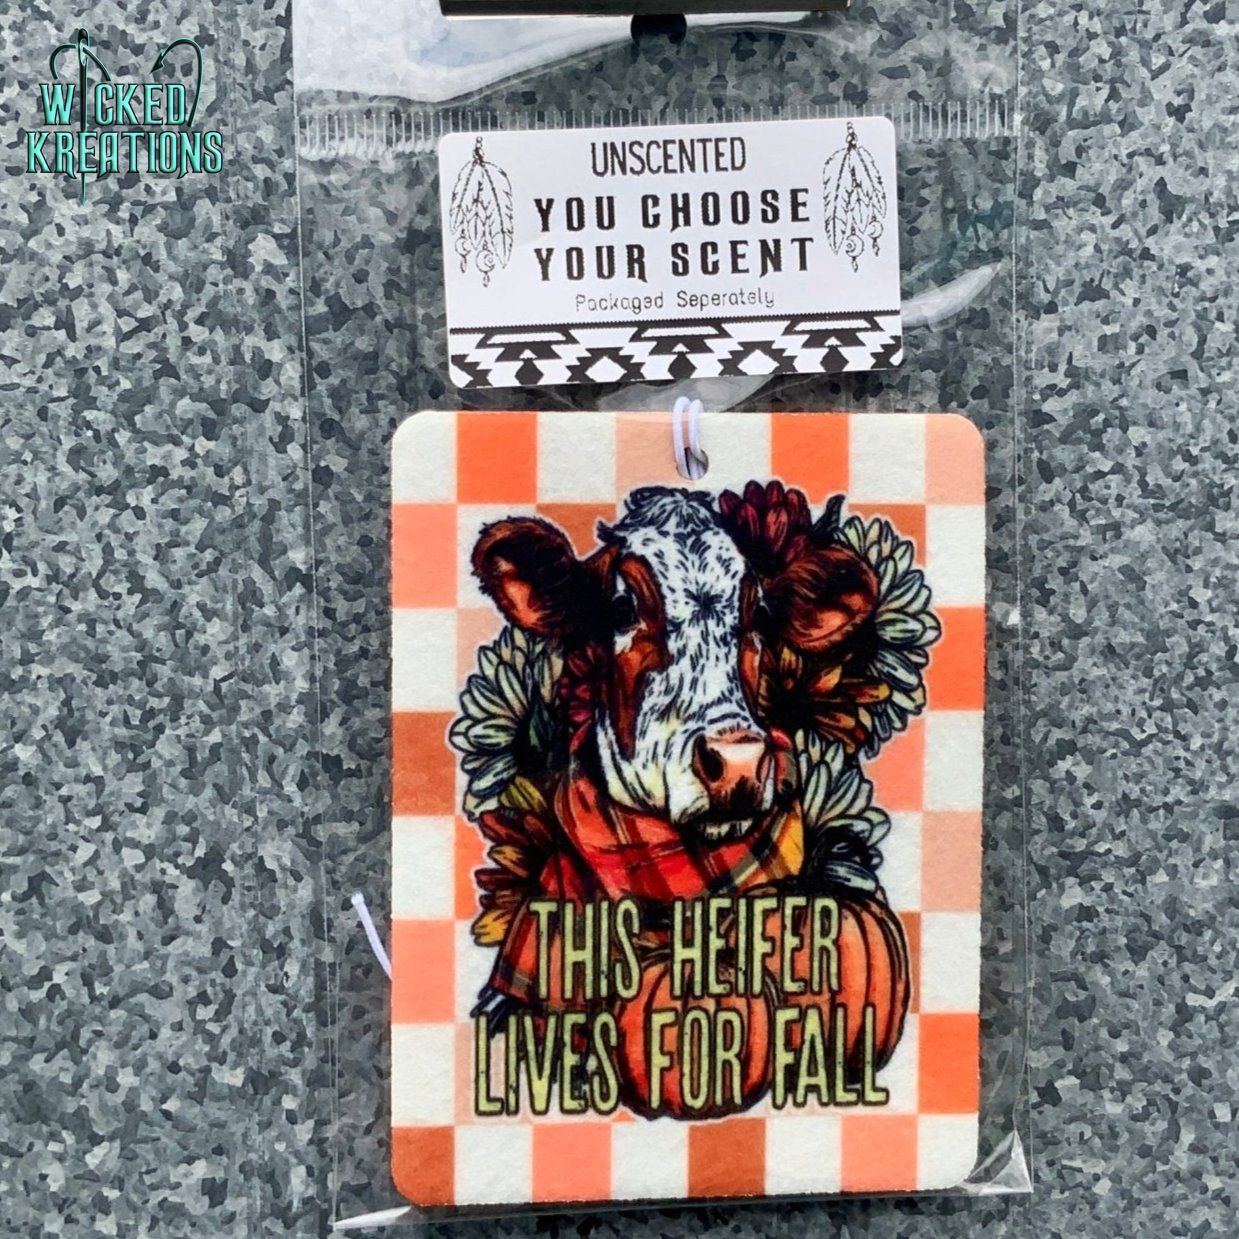 WICKED
KREATIONS
UNSCENTED
YOU CHOOSE
YOUR SCENT
Packaged Seperately
THIS HEIFER
LIVES FOR FALL